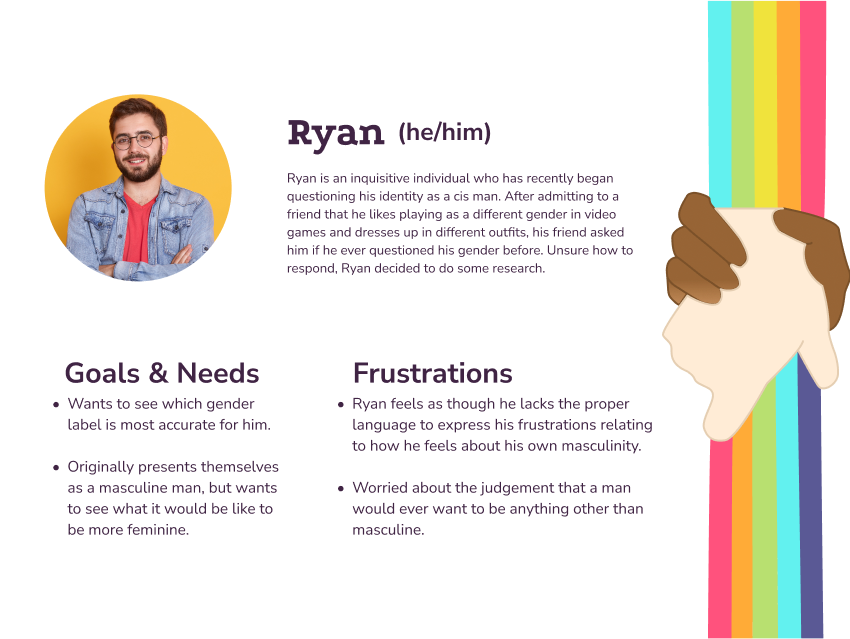 Ryan (he/him)
Ryan is an inquisitive individual who has recently began
questioning his identity as a cis man. After admitting to a
friend that he likes playing as a different gender in video
games and dresses up in different outfits, his friend asked
him if he ever questioned his gender before. Unsure how to
respond, Ryan decided to do some research.
Goals & Needs
• Wants to see which gender
label is most accurate for him.
• Originally presents themselves
as a masculine man, but wants
to see what it would be like to
be more feminine.
Frustrations
• Ryan feels as though he lacks the proper
language to express his frustrations relating
to how he feels about his own masculinity.
• Worried about the judgement that a man
would ever want to be anything other than
masculine.